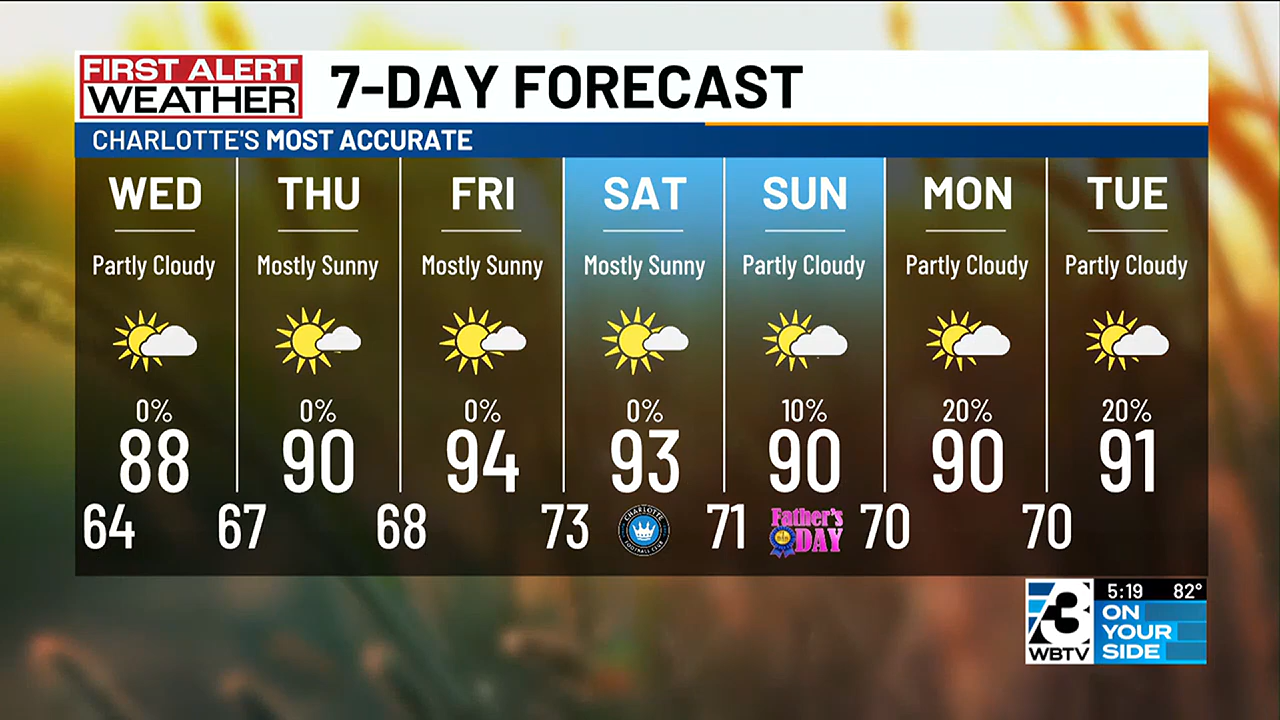 FIRST ALERT
WEATHER
7-DAY FORECAST
CHARLOTTE'S MOST ACCURATE
WED THU FRI SAT SUN MON TUE
Partly Cloudy Mostly Sunny Mostly Sunny Mostly Sunny Partly Cloudy Partly Cloudy Partly Cloudy
0% 0% 0% 0% 10% 20% 20%
88 90 94 93 90 90 91
64 67 68 73 71 70 70
CHARLOTTE
FOOTBALL CLUB
Father's
DAY
3
WBTV
5:19 82°
ON
YOUR
SIDE